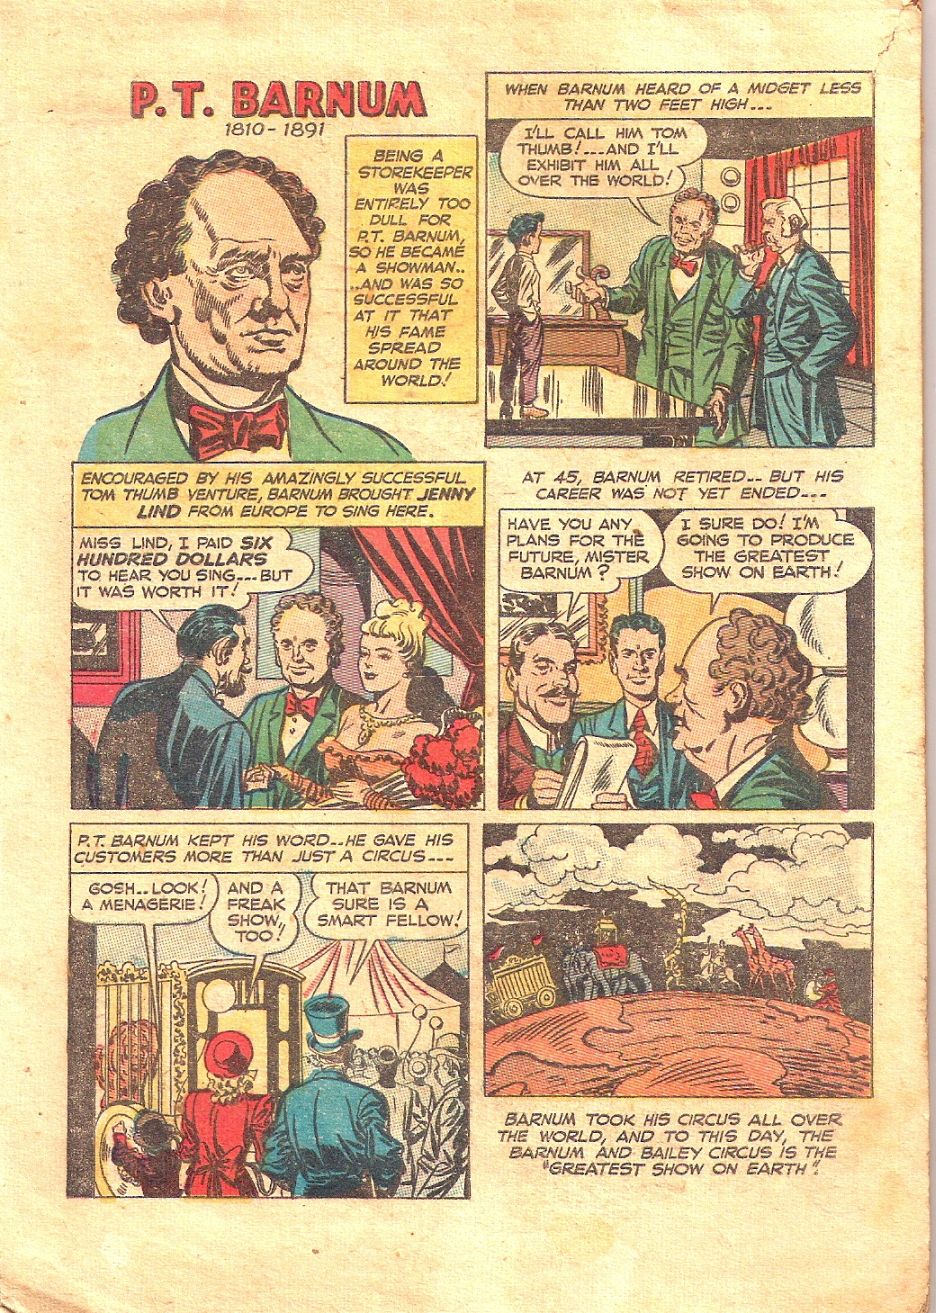 P.T. BARNUM
1810-1891
BEING A
STOREKEEPER
WAS
ENTIRELY TOO
DULL FOR
P.T. BARNUM,
SO HE BECAME
A SHOWMAN..
..AND WAS SO
SUCCESSFUL
AT IT THAT
HIS FAME
SPREAD
AROUND THE
WORLD!
WHEN BARNUM HEARD OF A MIDGET LESS
THAN TWO FEET HIGH---
I'LL CALL HIM TOM
THUMB!---AND I'LL
EXHIBIT HIM ALL
OVER THE WORLD!
ENCOURAGED BY HIS AMAZINGLY SUCCESSFUL
TOM THUMB VENTURE, BARNUM BROUGHT JENNY
LIND FROM EUROPE TO SING HERE.
MISS LIND, I PAID SIX
HUNDRED DOLLARS
TO HEAR YOU SING---BUT
IT WAS WORTH IT!
AT 45, BARNUM RETIRED-- BUT HIS
CAREER WAS NOT YET ENDED---
HAVE YOU ANY
PLANS FOR THE
FUTURE, MISTER
BARNUM?
I SURE DO! I'M
GOING TO PRODUCE
THE GREATEST
SHOW ON EARTH!
P.T. BARNUM KEPT HIS WORD--HE GAVE HIS
CUSTOMERS MORE THAN JUST A CIRCUS---
GOSH--LOOK!
A MENAGERIE!
AND A
FREAK
SHOW,
TOO!
THAT BARNUM
SURE IS A
SMART FELLOW!
BARNUM TOOK HIS CIRCUS ALL OVER
THE WORLD, AND TO THIS DAY, THE
BARNUM AND BAILEY CIRCUS IS THE
"GREATEST SHOW ON EARTH".